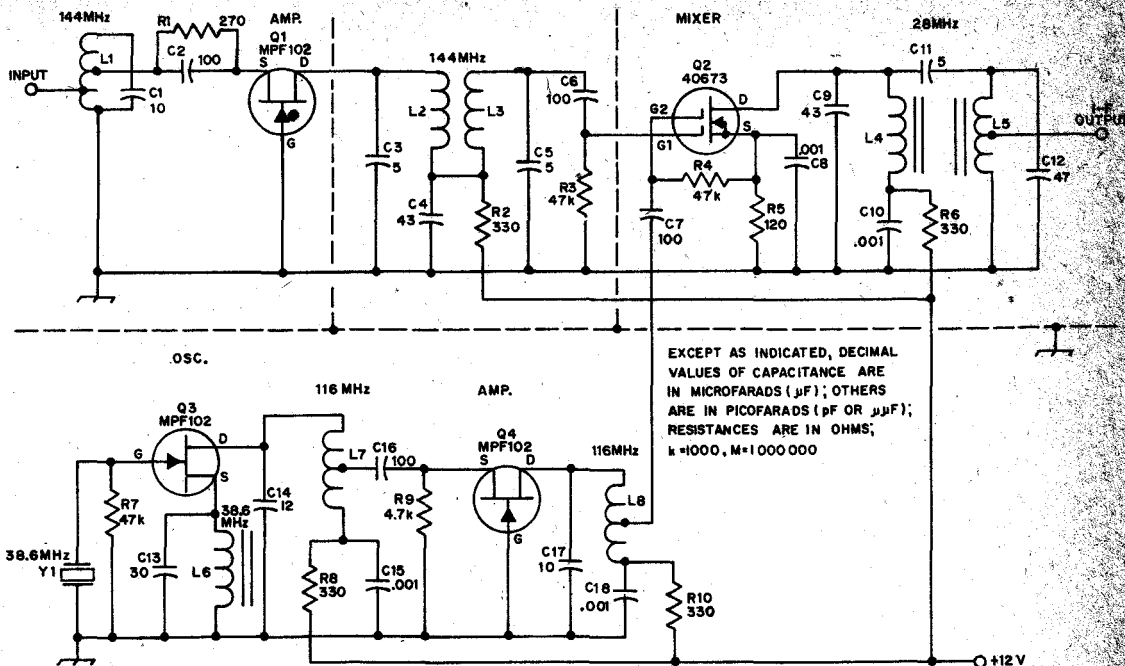 144MHz
R1
270
AMP.
Q1
MPF102
MIXER
28MHz
L1
C2
100
S
D
144MHz
C6
100
Q2
40673
C11
5
INPUT
C1
10
G
L2
L3
G2
D
S
G1
C9
43
L4
L5
I-F
OUTPUT
C3
5
C5
5
.001
C8
C12
47
R3
47k
R4
47k
C4
43
R2
330
C7
100
R5
120
C10
.001
R6
330
OSC.
116 MHz
AMP.
EXCEPT AS INDICATED, DECIMAL
VALUES OF CAPACITANCE ARE
IN MICROFARADS (µF); OTHERS
ARE IN PICOFARADS (pF OR µµF);
RESISTANCES ARE IN OHMS;
k=1000, M=1000000
Q3
MPF102
G
D
S
L7
C16
100
Q4
MPF102
S
D
G
116MHz
R7
47k
C14
12
R9
4.7k
L8
38.6
MHz
38.6MHz
Y1
C13
30
L6
R8
330
C15
.001
C17
10
C18
.001
R10
330
+12V